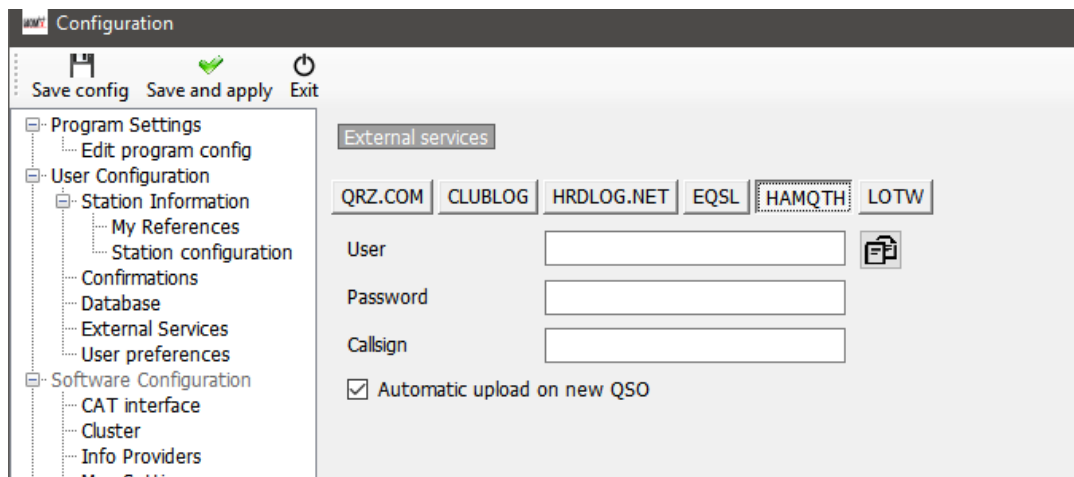 Configuration
Save config Save and apply Exit
Program Settings
Edit program config
User Configuration
Station Information
My References
Station configuration
Confirmations
Database
External Services
User preferences
Software Configuration
CAT interface
Cluster
Info Providers
External services
QRZ.COM CLUBLOG HRDLOG.NET EQSL HAMQTH LOTW
User
Password
Callsign
Automatic upload on new QSO